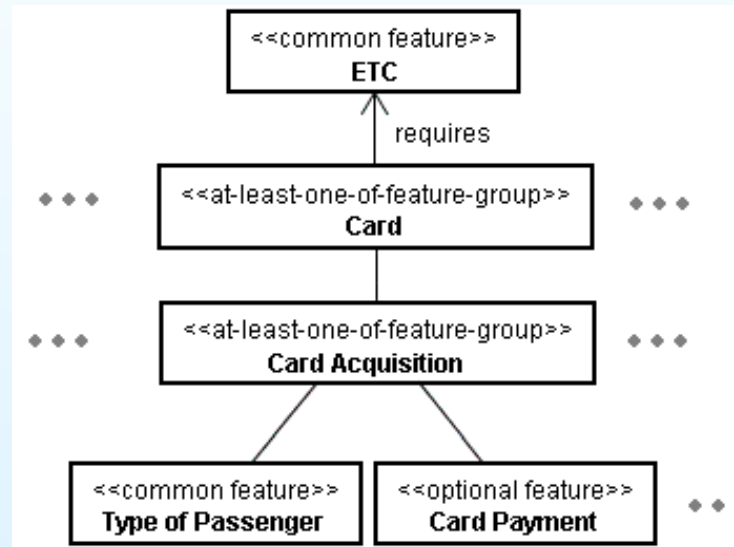 <<common feature>>
ETC
requires
<<at-least-one-of-feature-group>>
Card
<<at-least-one-of-feature-group>>
Card Acquisition
<<common feature>>
Type of Passenger
<<optional feature>>
Card Payment